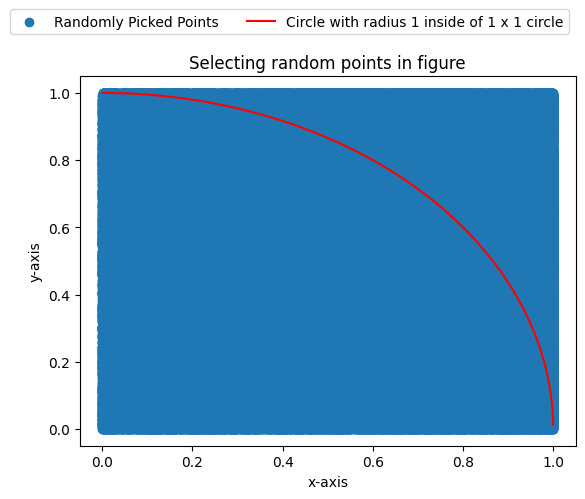 Randomly Picked Points
Circle with radius 1 inside of 1 x 1 circle
Selecting random points in figure
1.0
0.8
0.6
0.4
0.2
0.0
y-axis
0.0 0.2 0.4 0.6 0.8 1.0
x-axis